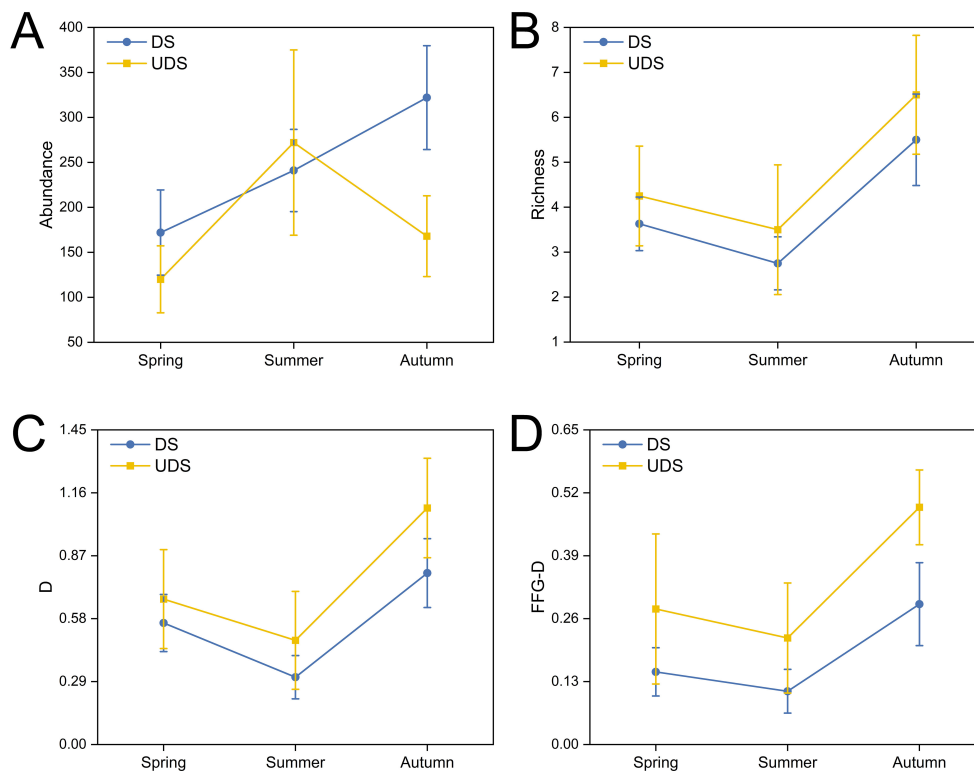 A
DS
UDS
Abundance
400
350
300
250
200
150
100
50
Spring Summer Autumn
B
DS
UDS
Richness
8
7
6
5
4
3
2
1
Spring Summer Autumn
C
DS
UDS
D
1.45
1.16
0.87
0.58
0.29
0.00
Spring Summer Autumn
D
DS
UDS
FFG-D
0.65
0.52
0.39
0.26
0.13
0.00
Spring Summer Autumn